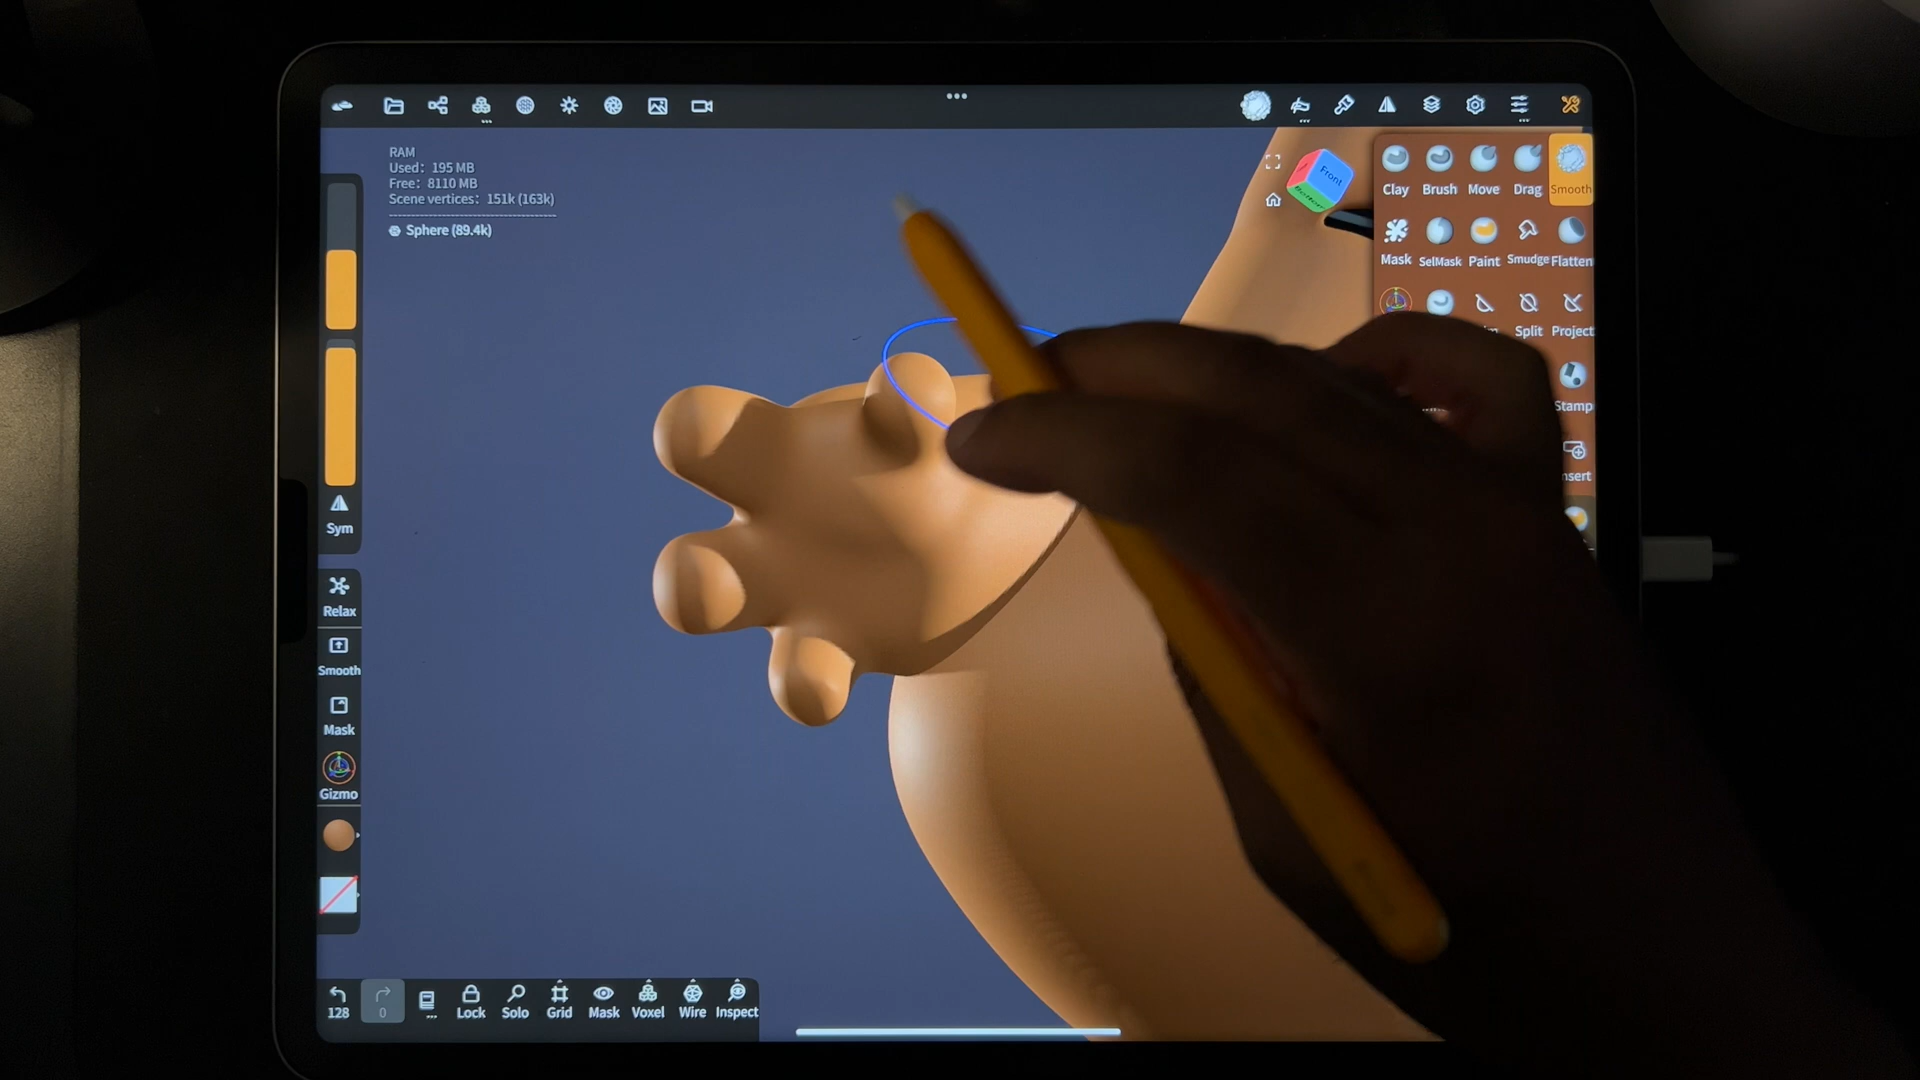 RAM
Used: 195 MB
Free: 8110 MB
Scene vertices: 151k (163k)
Sphere (89.4k)
Front
Clay Brush Move Drag Smooth
Mask SelMask Paint Smudge Flatten
Split Project
Stamp
Sym
Relax
Smooth
Mask
Gizmo
128 0 Lock Solo Grid Mask Voxel Wire Inspect